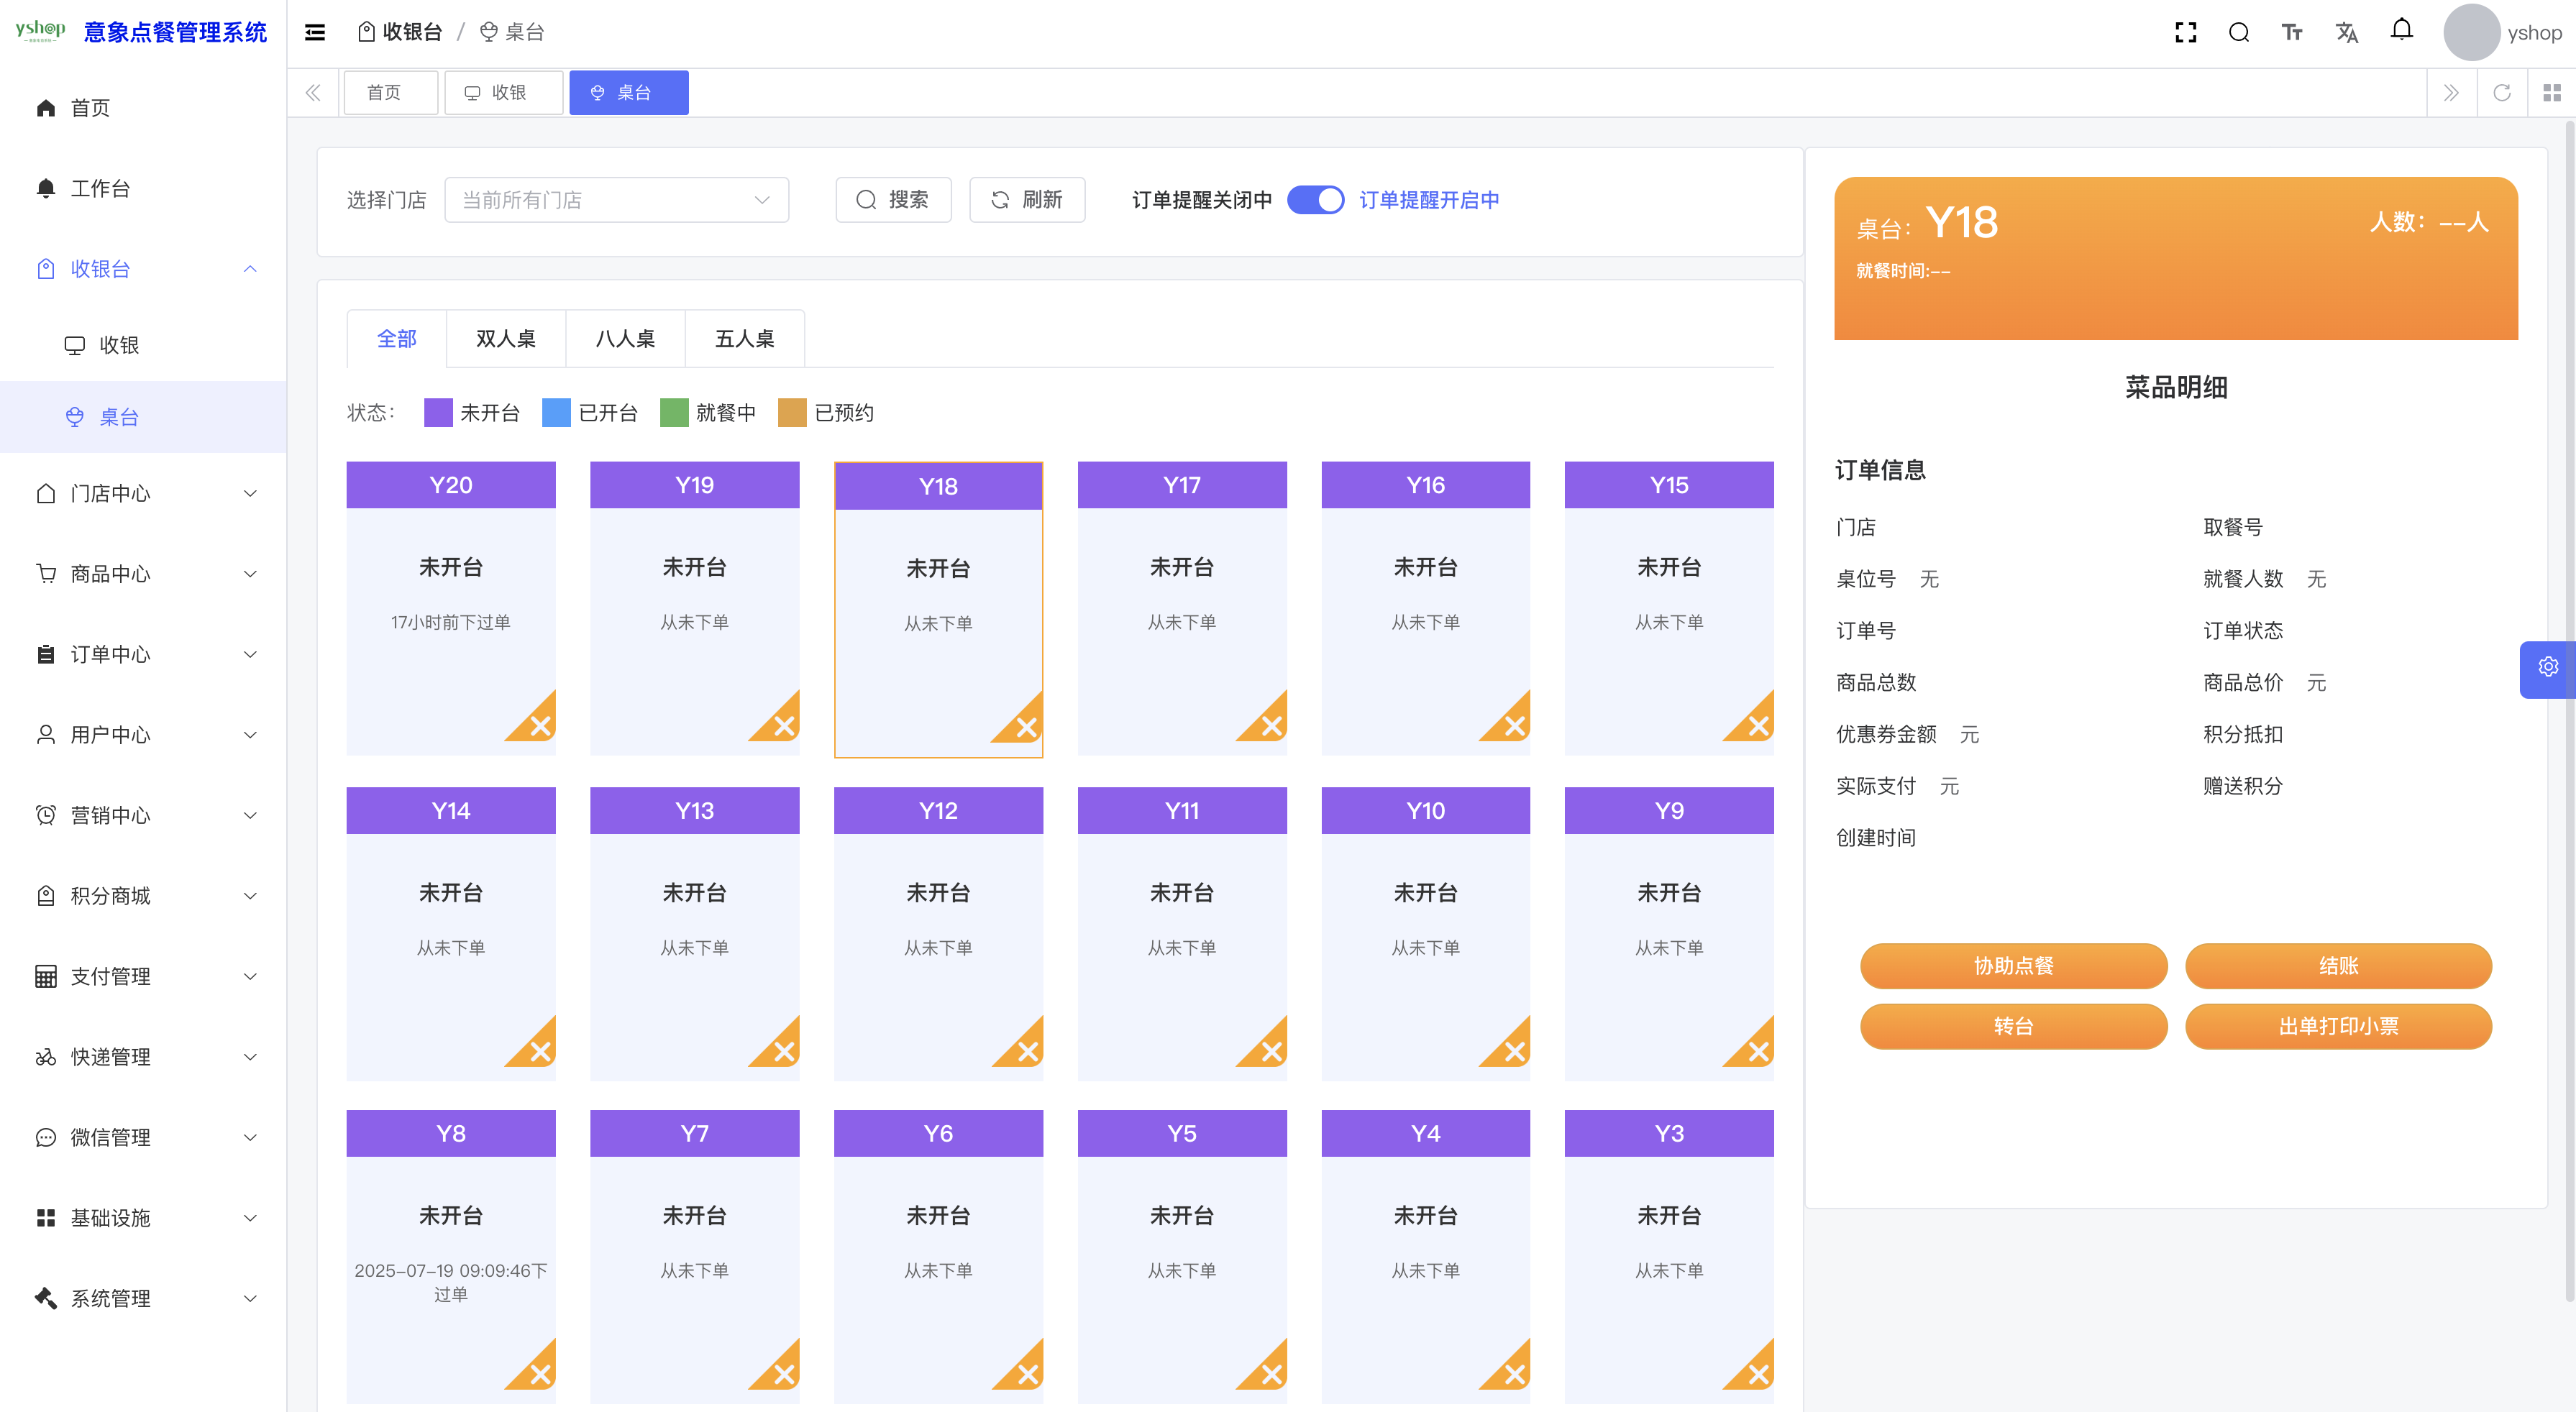 yshop 意象点餐管理系统
收银台 / 桌台
yshop
首页
收银
桌台
首页
工作台
收银台
收银
桌台
门店中心
商品中心
订单中心
用户中心
营销中心
积分商城
支付管理
快递管理
微信管理
基础设施
系统管理
选择门店 当前所有门店 搜索 刷新 订单提醒关闭中 订单提醒开启中
全部 双人桌 八人桌 五人桌
状态： 未开台 已开台 就餐中 已预约
Y20 Y19 Y18 Y17 Y16 Y15
未开台 未开台 未开台 未开台 未开台 未开台
17小时前下过单 从未下单 从未下单 从未下单 从未下单 从未下单
Y14 Y13 Y12 Y11 Y10 Y9
未开台 未开台 未开台 未开台 未开台 未开台
从未下单 从未下单 从未下单 从未下单 从未下单 从未下单
Y8 Y7 Y6 Y5 Y4 Y3
未开台 未开台 未开台 未开台 未开台 未开台
2025-07-19 09:09:46下 从未下单 从未下单 从未下单 从未下单 从未下单
过单
桌台：Y18 人数：--人
就餐时间:--
菜品明细
订单信息
门店 取餐号
桌位号 无 就餐人数 无
订单号 订单状态
商品总数 商品总价 元
优惠券金额 元 积分抵扣
实际支付 元 赠送积分
创建时间
协助点餐 结账
转台 出单打印小票